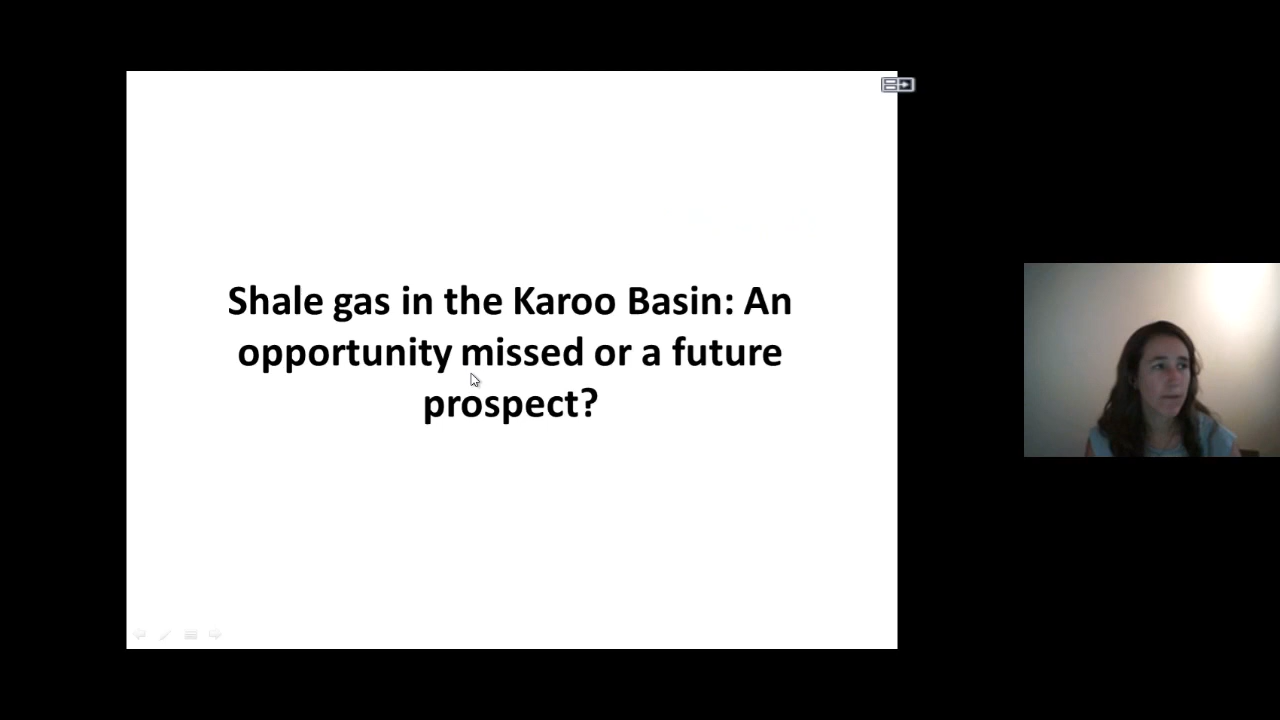 Shale gas in the Karoo Basin: An
opportunity missed or a future
prospect?